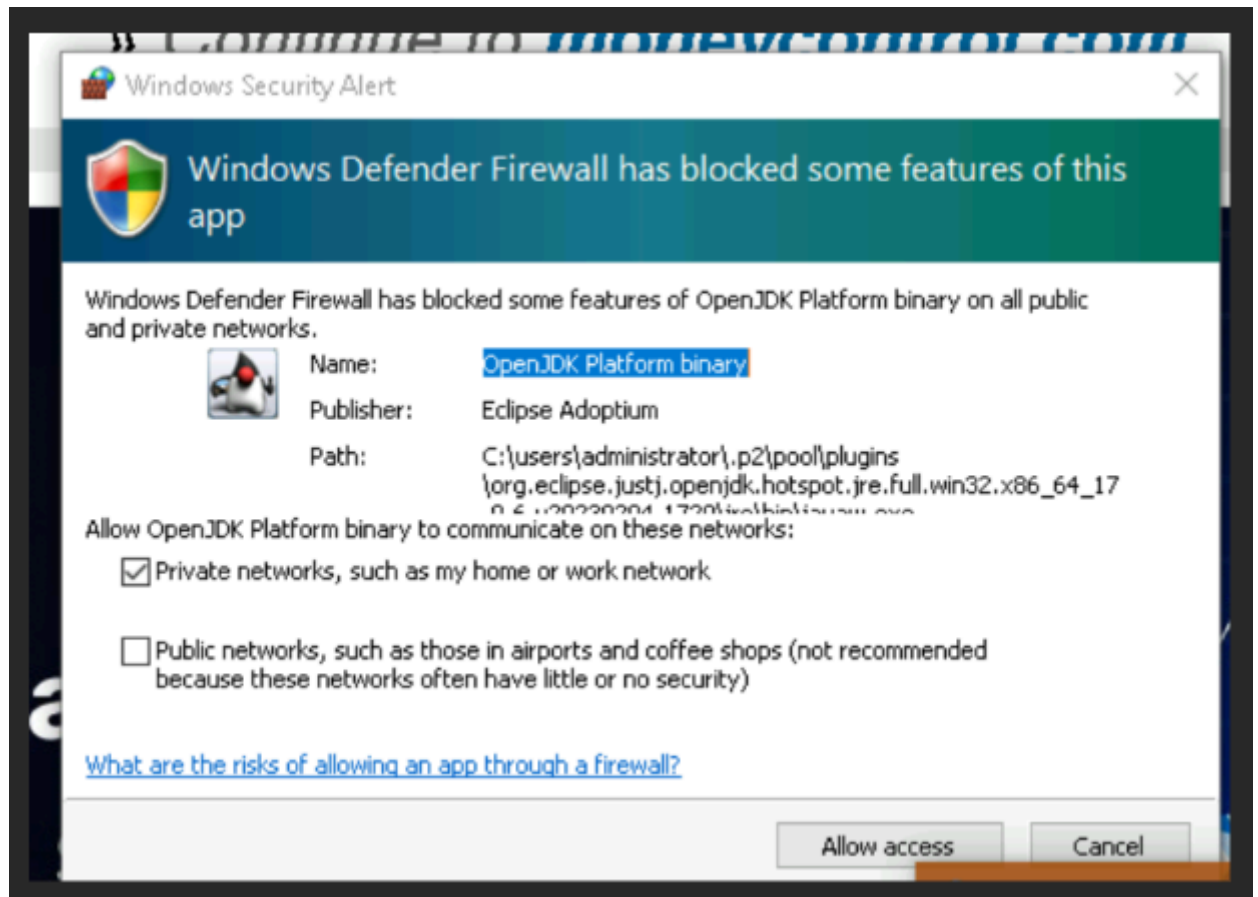 » Continue to moneycontrol.com
Windows Security Alert
Windows Defender Firewall has blocked some features of this
app
Windows Defender Firewall has blocked some features of OpenJDK Platform binary on all public
and private networks.
Name: OpenJDK Platform binary
Publisher: Eclipse Adoptium
Path: C:\users\administrator\.p2\pool\plugins
\org.eclipse.justj.openjdk.hotspot.jre.full.win32.x86_64_17
Allow OpenJDK Platform binary to communicate on these networks:
Private networks, such as my home or work network
Public networks, such as those in airports and coffee shops (not recommended
because these networks often have little or no security)
What are the risks of allowing an app through a firewall?
Allow access Cancel